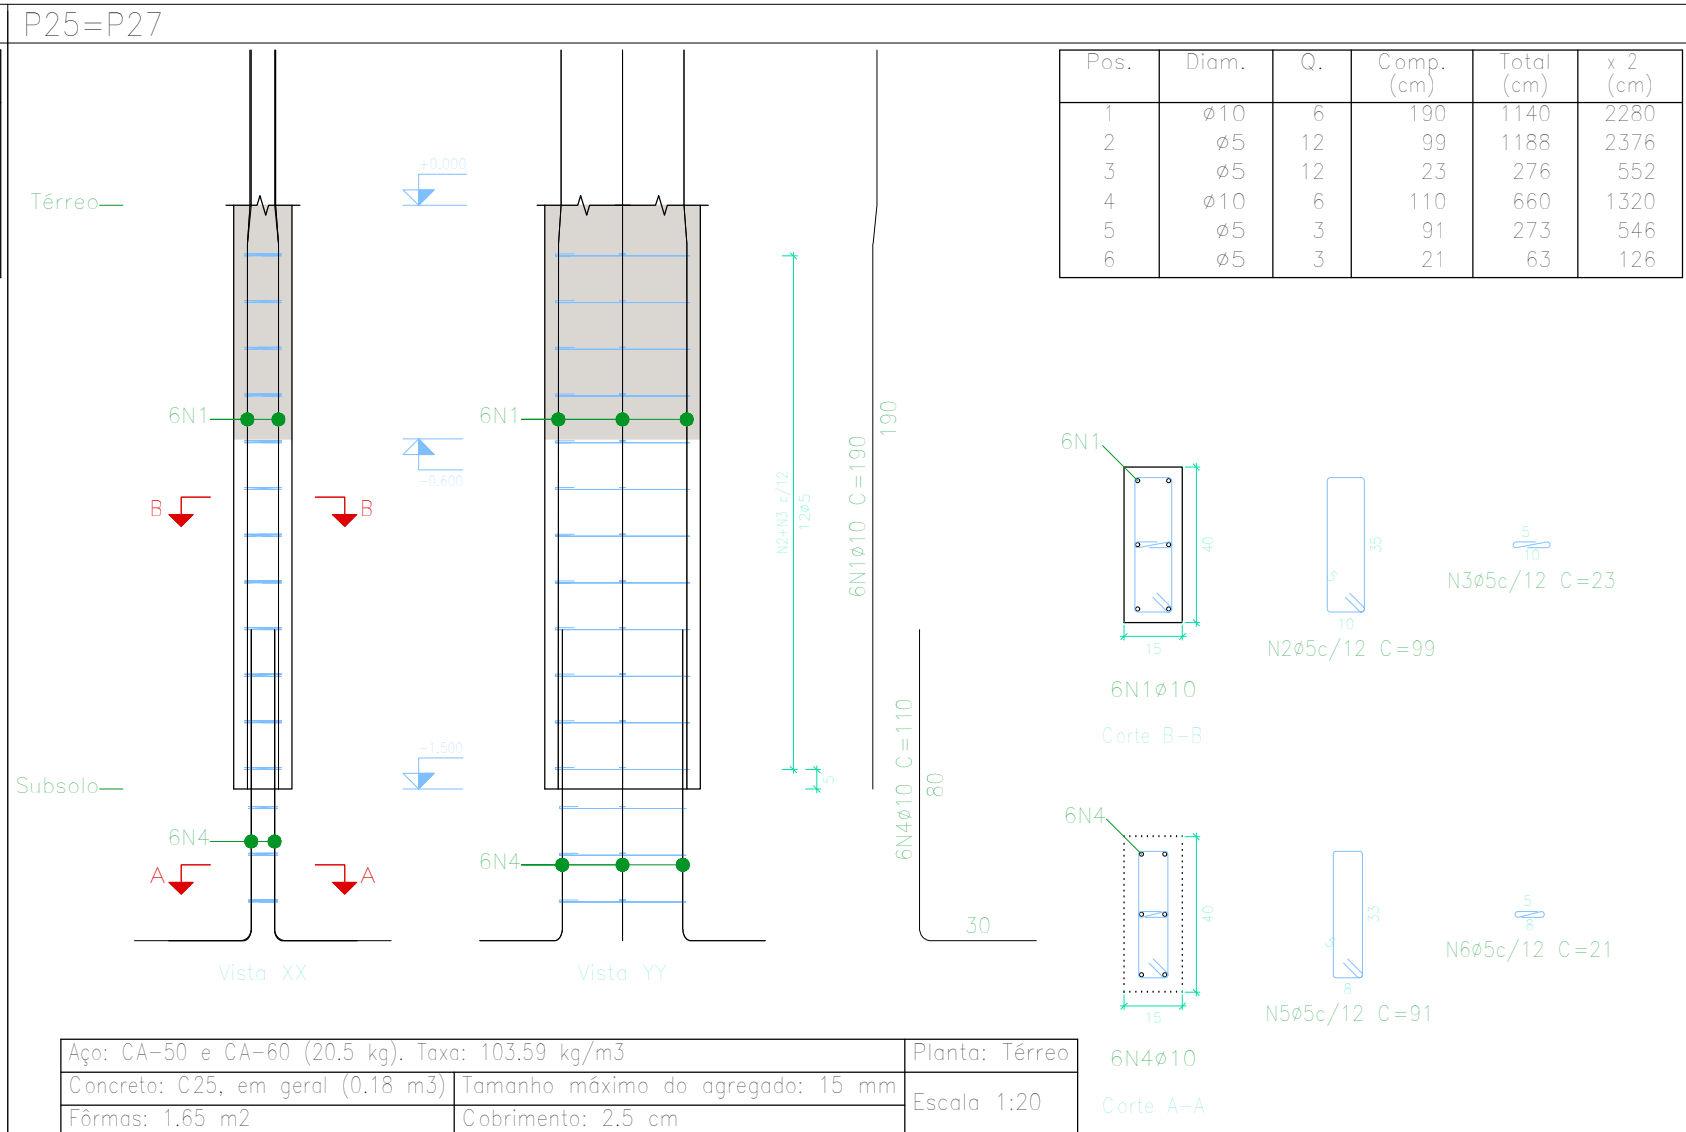 P25=P27
Pos. Diam. Q. Comp. (cm) Total (cm) x 2 (cm)
1 ø10 6 190 1140 2280
2 ø5 12 99 1188 2376
3 ø5 12 23 276 552
4 ø10 6 110 660 1320
5 ø5 3 91 273 546
6 ø5 3 21 63 126
Térreo
+0.000
6N1
6N1
-0.600
B
B
N2+N3 c/12
12ø5
6N1ø10 C=190
190
-1.500
Subsolo
5
6N4
6N4
A
A
6N4ø10 C=110
80
30
Vista XX
Vista YY
6N1
40
15
6N1ø10
Corte B-B
35
5
10
N2ø5c/12 C=99
5
10
N3ø5c/12 C=23
6N4
40
15
6N4ø10
Corte A-A
33
5
8
N5ø5c/12 C=91
5
8
N6ø5c/12 C=21
Aço: CA-50 e CA-60 (20.5 kg). Taxa: 103.59 kg/m3
Planta: Térreo
Concreto: C25, em geral (0.18 m3)
Tamanho máximo do agregado: 15 mm
Escala 1:20
Fôrmas: 1.65 m2
Cobrimento: 2.5 cm